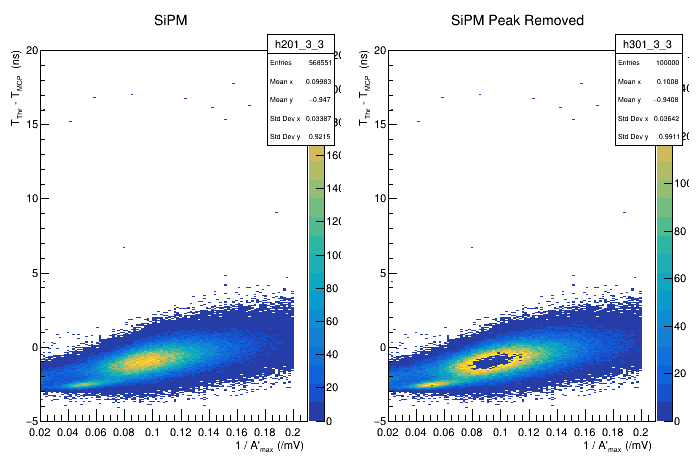 SiPM
h201_3_3
Entries 568551
Mean x 0.09983
Mean y −0.947
Std Dev x 0.03387
Std Dev y 0.9215
T_Thr - T_MCP (ns)
20
15
10
5
0
−5
0.02 0.04 0.06 0.08 0.1 0.12 0.14 0.16 0.18 0.2
1 / A'_max (/mV)
120
100
80
60
40
20
0
SiPM Peak Removed
h301_3_3
Entries 100000
Mean x 0.1008
Mean y −0.9408
Std Dev x 0.03642
Std Dev y 0.9911
T_Thr - T_MCP (ns)
20
15
10
5
0
−5
0.02 0.04 0.06 0.08 0.1 0.12 0.14 0.16 0.18 0.2
1 / A'_max (/mV)
80
60
40
20
0